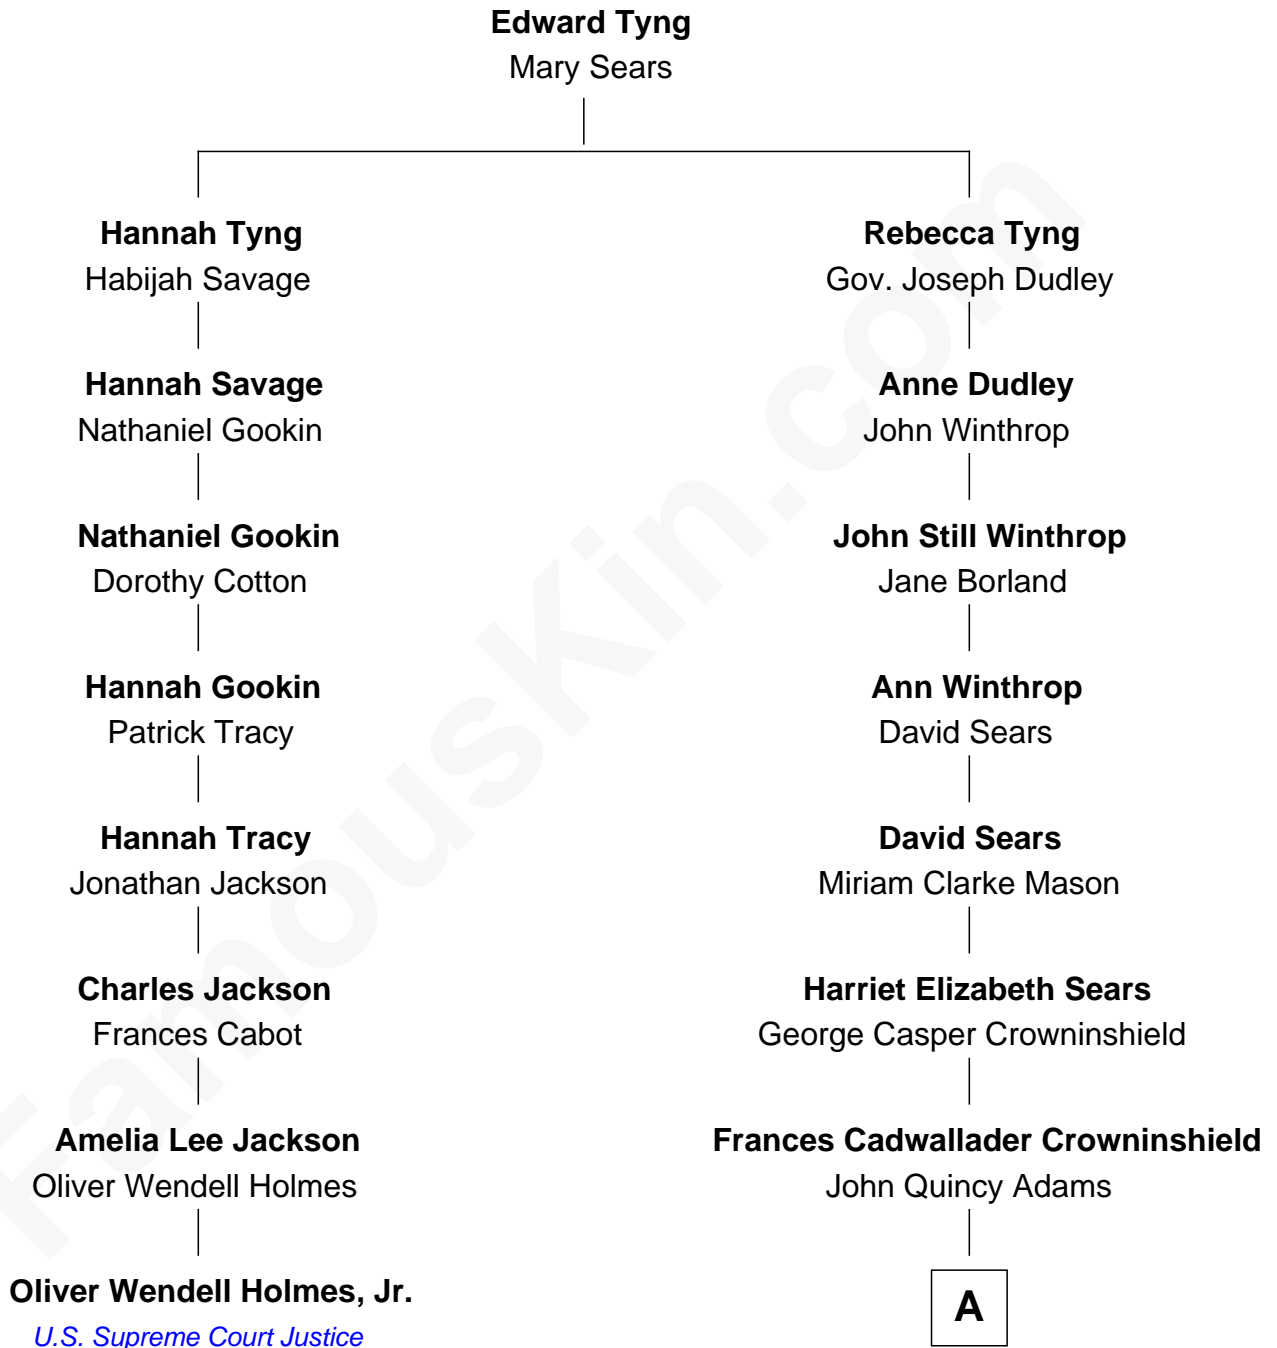 Edward Tyng
Mary Sears
Hannah Tyng
Habijah Savage
Rebecca Tyng
Gov. Joseph Dudley
Hannah Savage
Nathaniel Gookin
Anne Dudley
John Winthrop
Nathaniel Gookin
Dorothy Cotton
John Still Winthrop
Jane Borland
Hannah Gookin
Patrick Tracy
Ann Winthrop
David Sears
Hannah Tracy
Jonathan Jackson
David Sears
Miriam Clarke Mason
Charles Jackson
Frances Cabot
Harriet Elizabeth Sears
George Casper Crowninshield
Amelia Lee Jackson
Oliver Wendell Holmes
Frances Cadwallader Crowninshield
John Quincy Adams
Oliver Wendell Holmes, Jr.
U.S. Supreme Court Justice
A
FamousKin.com